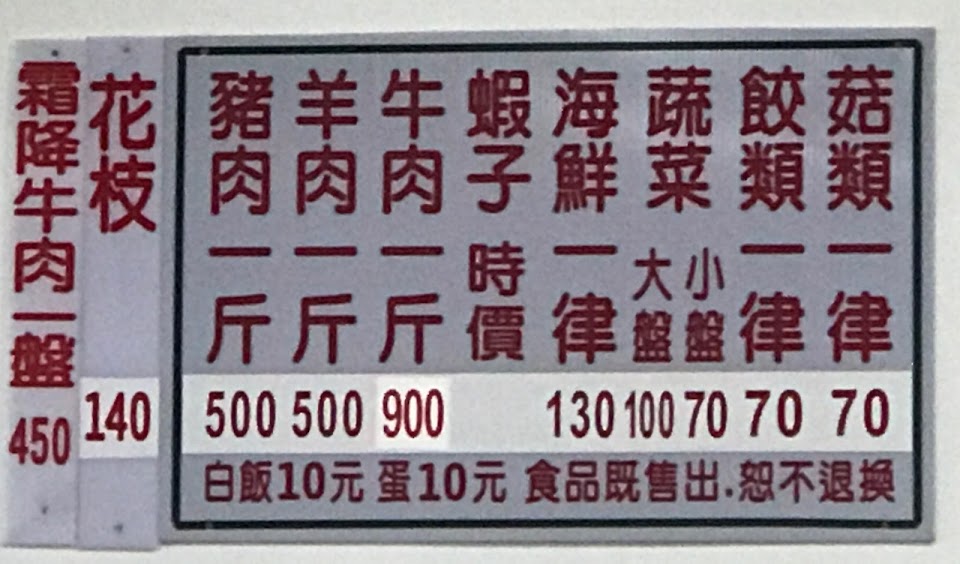 菇類一律 70
餃類一律 70
蔬菜 大盤 100 小盤 70
海鮮一律 130
蝦子時價
牛肉一斤 900
羊肉一斤 500
豬肉一斤 500
花枝 140
霜降牛肉一盤 450
白飯10元 蛋10元 食品既售出.恕不退換